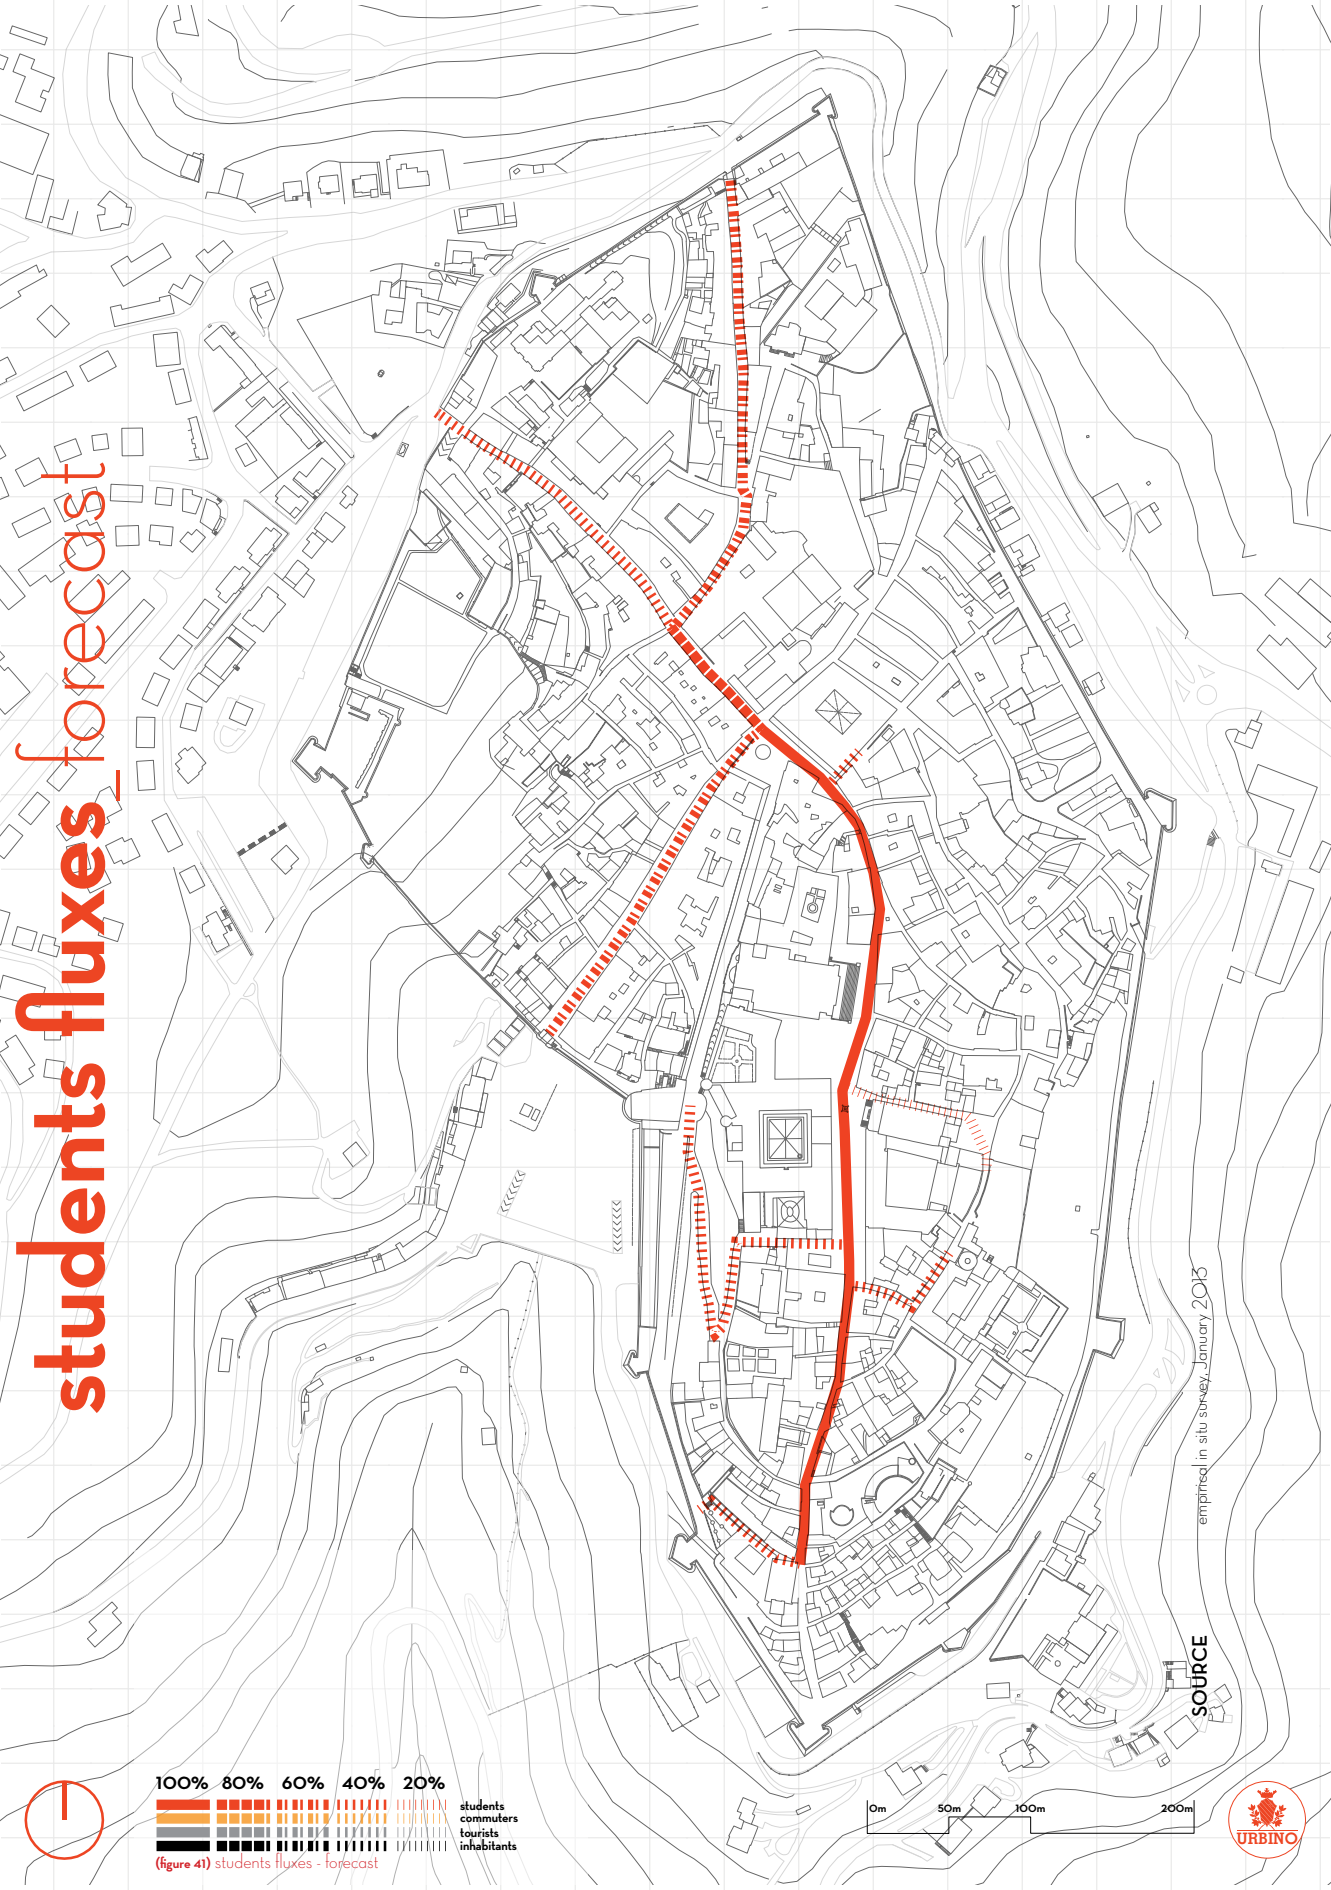 students fluxes_forecast
empirical in situ survey, January 2013
SOURCE
100% 80% 60% 40% 20%
students
commuters
tourists
inhabitants
(figure 41) students fluxes - forecast
0m 50m 100m 200m
URBINO